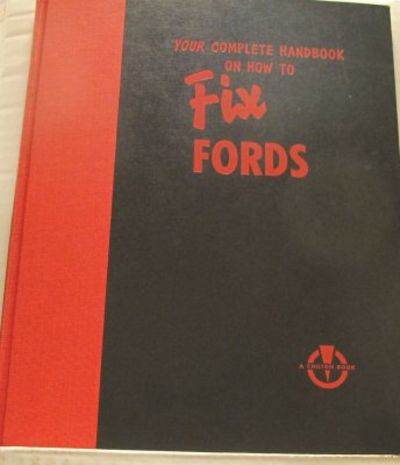 YOUR COMPLETE HANDBOOK
ON HOW TO
Fix
FORDS
A CHILTON BOOK